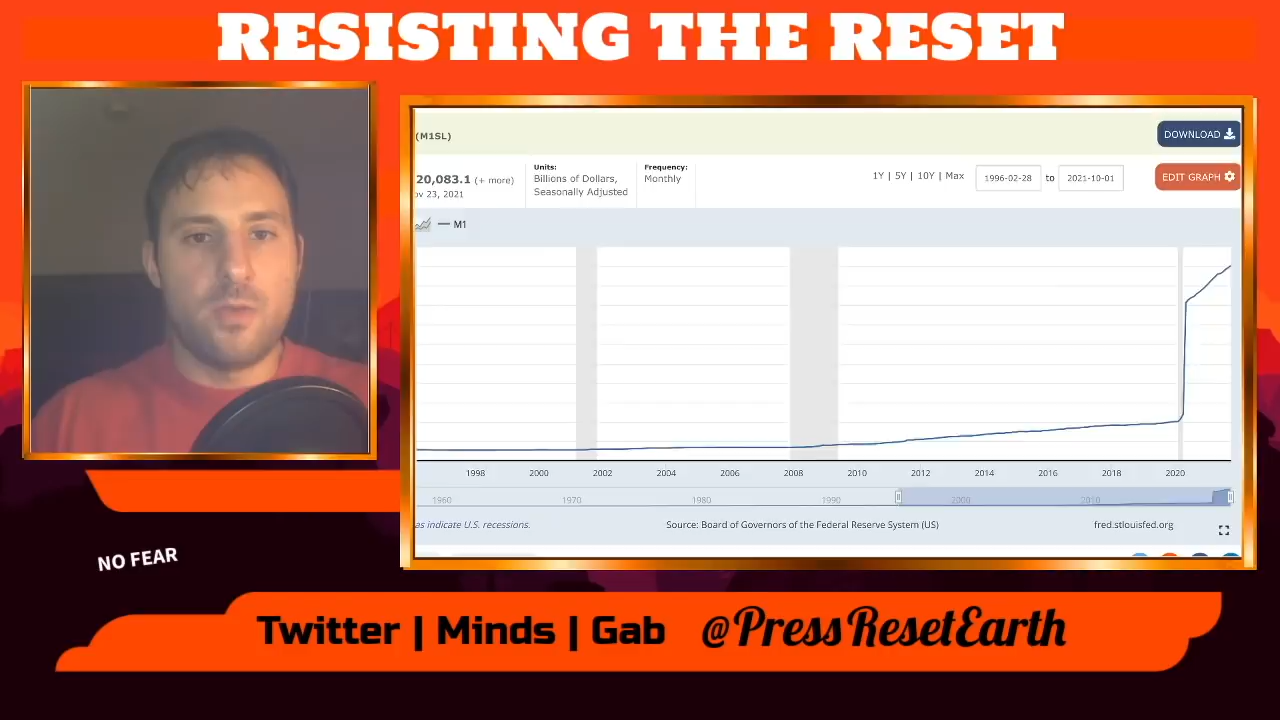 RESISTING THE RESET
(M1SL)
DOWNLOAD
20,083.1 (+ more)
ov 23, 2021
Units:
Billions of Dollars,
Seasonally Adjusted
Frequency:
Monthly
1Y | 5Y | 10Y | Max
1996-02-28 to 2021-10-01
EDIT GRAPH
M1
1998 2000 2002 2004 2006 2008 2010 2012 2014 2016 2018 2020
1960 1970 1980 1990 2000 2010
as indicate U.S. recessions.
Source: Board of Governors of the Federal Reserve System (US)
fred.stlouisfed.org
NO FEAR
Twitter | Minds | Gab @PressResetEarth